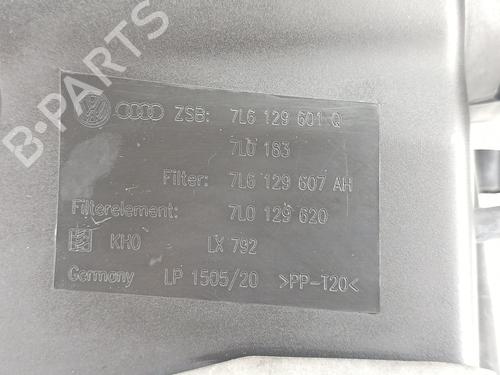 B-PARTS
ZSB: 7L6 129 601 Q
7L0 183
Filter: 7L6 129 607 AH
Filterelement: 7L0 129 620
KH0 LX 792
Germany LP 1505/20 >PP-T20<